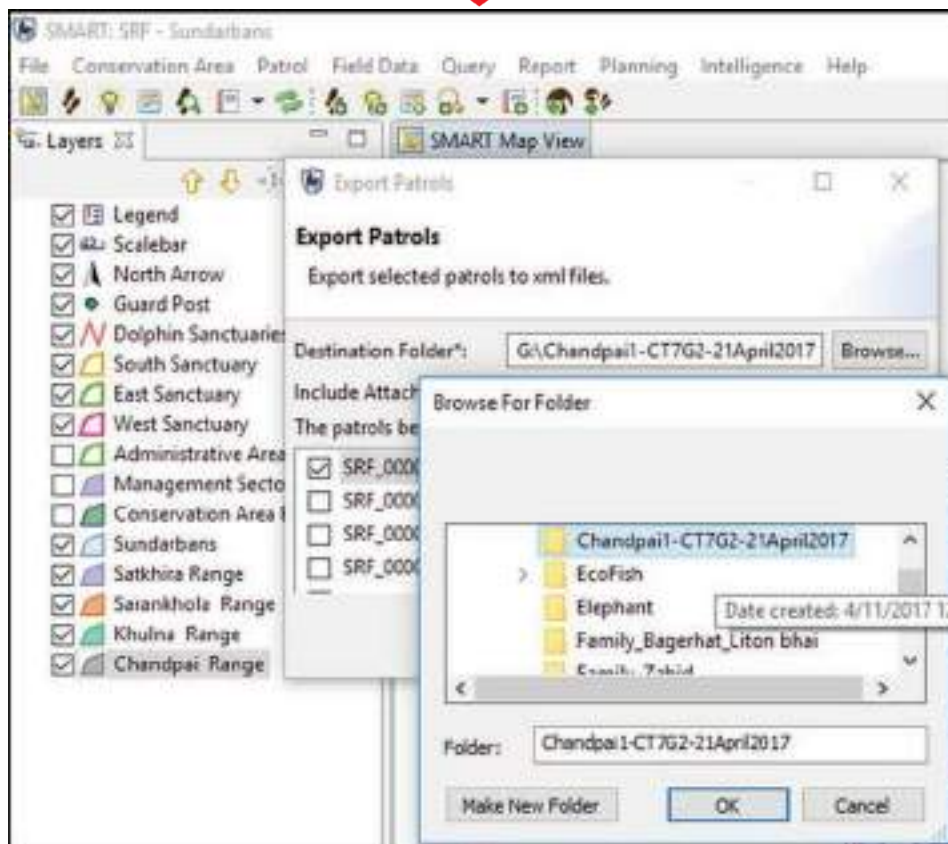 SMART: SRF - Sundarbans
File Conservation Area Patrol Field Data Query Report Planning Intelligence Help
Layers
SMART Map View
Legend
Scalebar
North Arrow
Guard Post
Dolphin Sanctuaries
South Sanctuary
East Sanctuary
West Sanctuary
Administrative Area
Management Secto
Conservation Area
Sundarbans
Satkhira Range
Sarankhola Range
Khulna Range
Chandpai Range
Export Patrols
Export Patrols
Export selected patrols to xml files.
Destination Folder*: G:\Chandpai1-CT7G2-21April2017 Browse...
Include Attach
The patrols be
SRF_000
SRF_000
SRF_000
SRF_000
Browse For Folder
Chandpai1-CT7G2-21April2017
EcoFish
Elephant
Date created: 4/11/2017 1
Family_Bagerhat_Liton bhai
Family_Zahid
Folder: Chandpai1-CT7G2-21April2017
Make New Folder OK Cancel